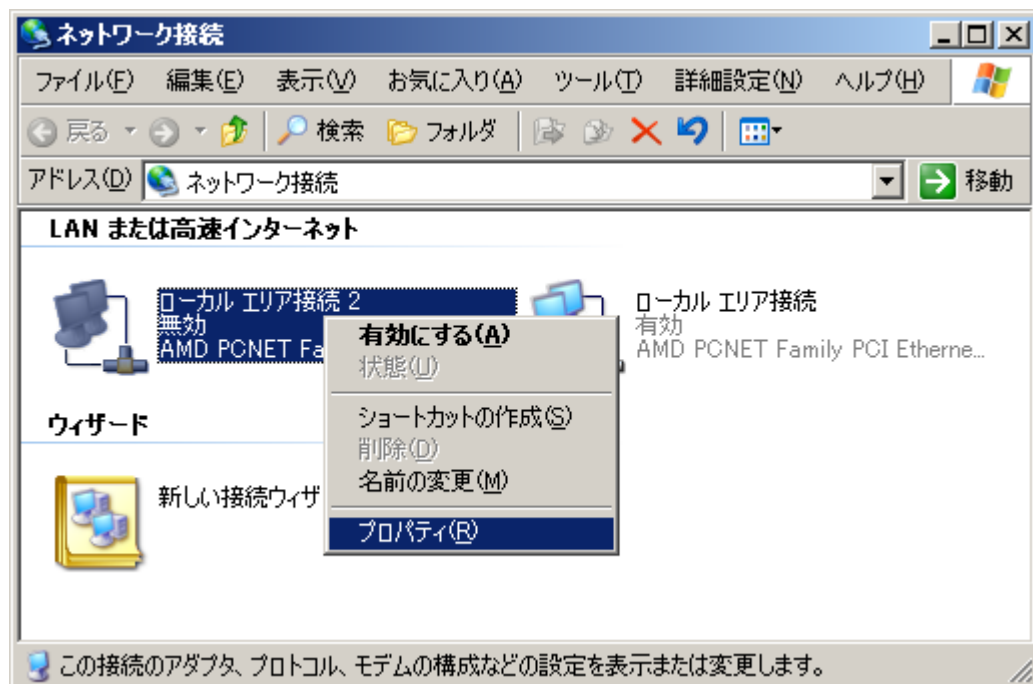 ネットワーク接続
ファイル(F) 編集(E) 表示(V) お気に入り(A) ツール(T) 詳細設定(N) ヘルプ(H)
戻る 検索 フォルダ
アドレス(D) ネットワーク接続 移動
LAN または高速インターネット
ローカル エリア接続 2
無効
AMD PCNET Fa
ローカル エリア接続
有効
AMD PCNET Family PCI Etherne...
有効にする(A)
状態(U)
ショートカットの作成(S)
削除(D)
名前の変更(M)
プロパティ(R)
ウィザード
新しい接続ウィザ
この接続のアダプタ、プロトコル、モデムの構成などの設定を表示または変更します。